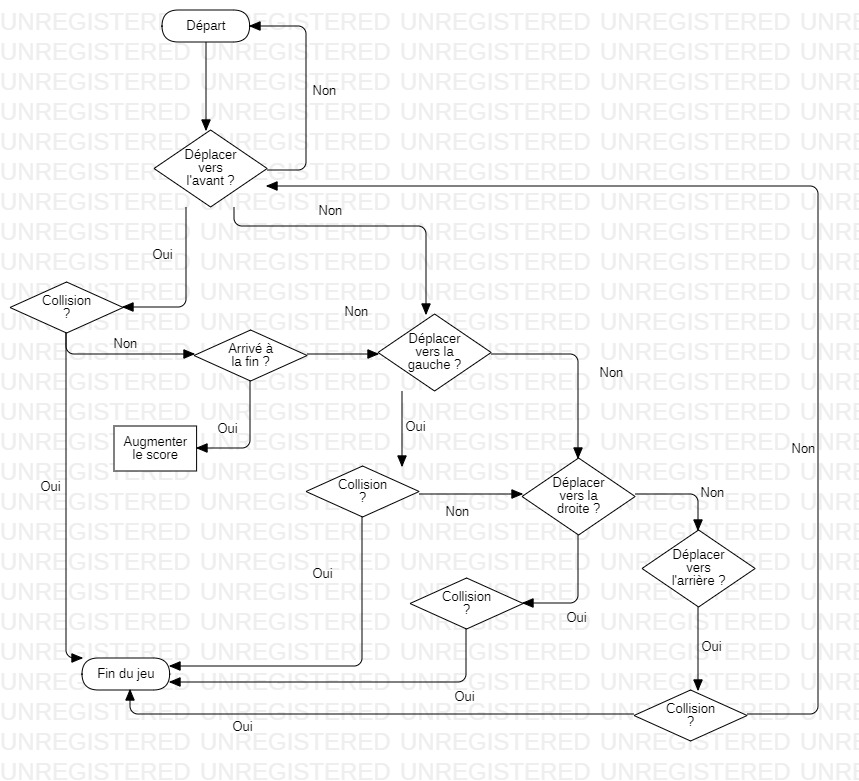 Départ
Non
Déplacer
vers
l'avant ?
Non
Oui
Collision
?
Non
Non
Arrivé à
la fin ?
Déplacer
vers la
gauche ?
Non
Oui
Oui
Augmenter
le score
Non
Oui
Collision
?
Non
Déplacer
vers la
droite ?
Non
Déplacer
vers
l'arrière ?
Oui
Collision
?
Oui
Oui
Fin du jeu
Oui
Collision
?
Oui
UNREGISTERED